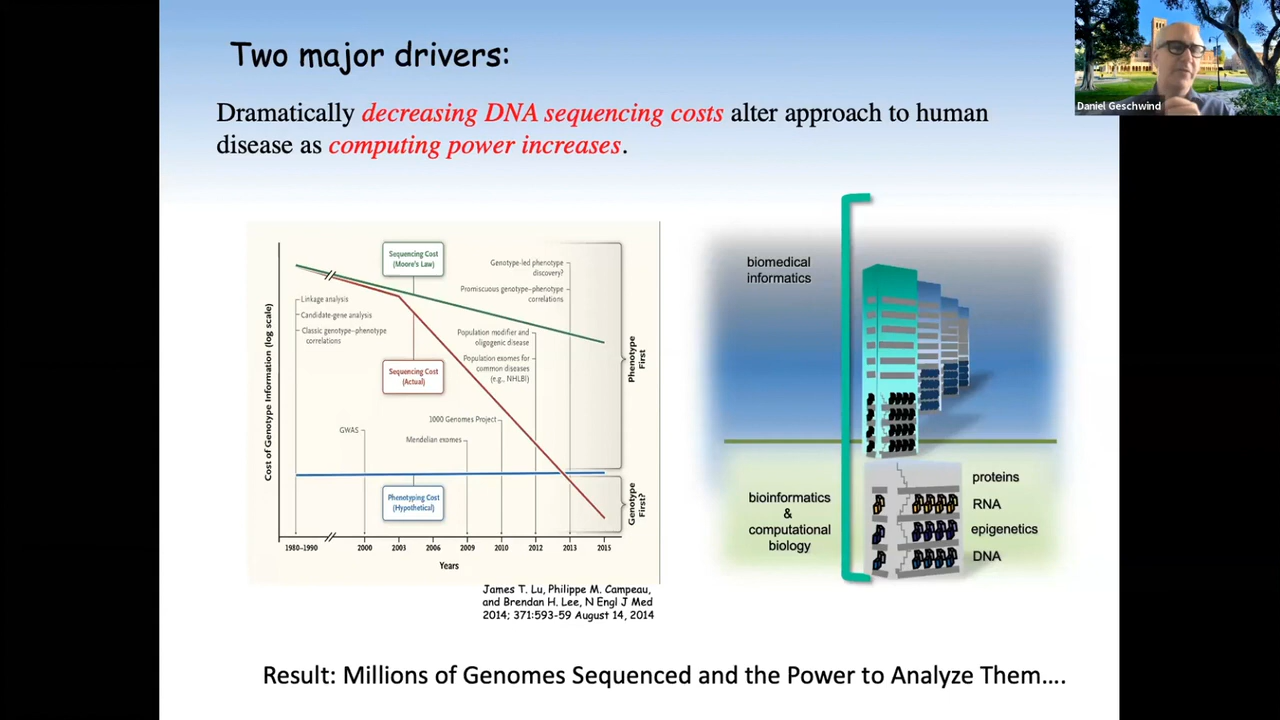 Two major drivers:
Daniel Geschwind
Dramatically decreasing DNA sequencing costs alter approach to human
disease as computing power increases.
Cost of Genotype Information (log scale)
Sequencing Cost
(Moore's Law)
Linkage analysis
Candidate-gene analysis
Classic genotype–phenotype
correlations
Sequencing Cost
(Actual)
GWAS
Mendelian exomes
1000 Genomes Project
Genotype-led phenotype
discovery?
Promiscuous genotype–phenotype
correlations
Population modifier and
oligogenic disease
Population exomes for
common diseases
(e.g., NHLBI)
Phenotype
First
Genotype
First?
Phenotyping Cost
(Hypothetical)
1980–1990 2000 2003 2006 2009 2010 2012 2013 2015
Years
James T. Lu, Philippe M. Campeau,
and Brendan H. Lee, N Engl J Med
2014; 371:593-59 August 14, 2014
biomedical
informatics
bioinformatics
&
computational
biology
proteins
RNA
epigenetics
DNA
Result: Millions of Genomes Sequenced and the Power to Analyze Them....